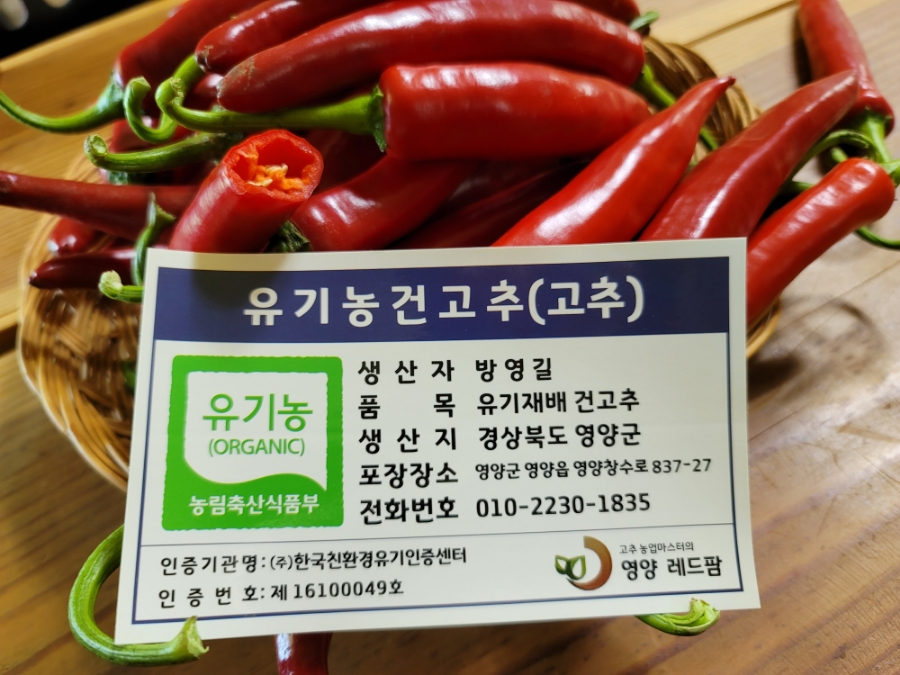 유기농건고추(고추)
유기농
(ORGANIC)
농림축산식품부
생 산 자 방영길
품 목 유기재배 건고추
생 산 지 경상북도 영양군
포장장소 영양군 영양읍 영양창수로 837-27
전화번호 010-2230-1835
인증기관명: (주)한국친환경유기인증센터
인 증 번 호: 제 16100049호
고추 농업마스터의
영양 레드팜